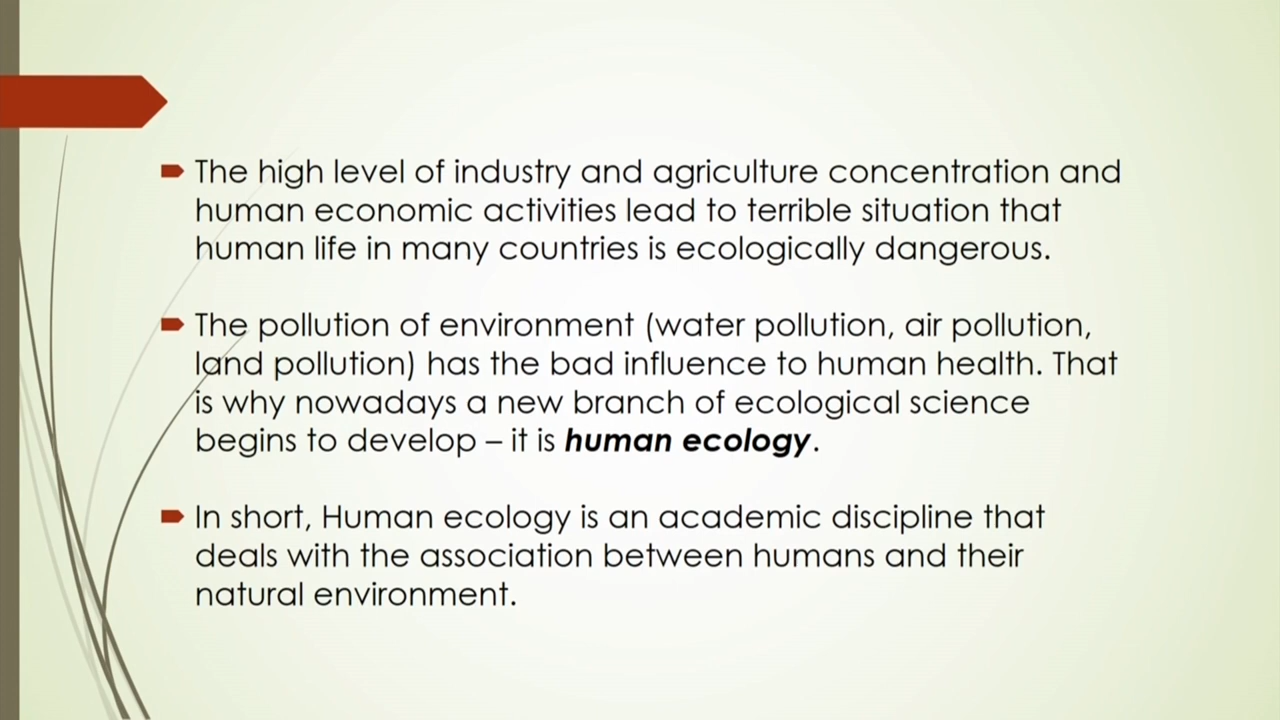 The high level of industry and agriculture concentration and
human economic activities lead to terrible situation that
human life in many countries is ecologically dangerous.
The pollution of environment (water pollution, air pollution,
land pollution) has the bad influence to human health. That
is why nowadays a new branch of ecological science
begins to develop – it is human ecology.
In short, Human ecology is an academic discipline that
deals with the association between humans and their
natural environment.